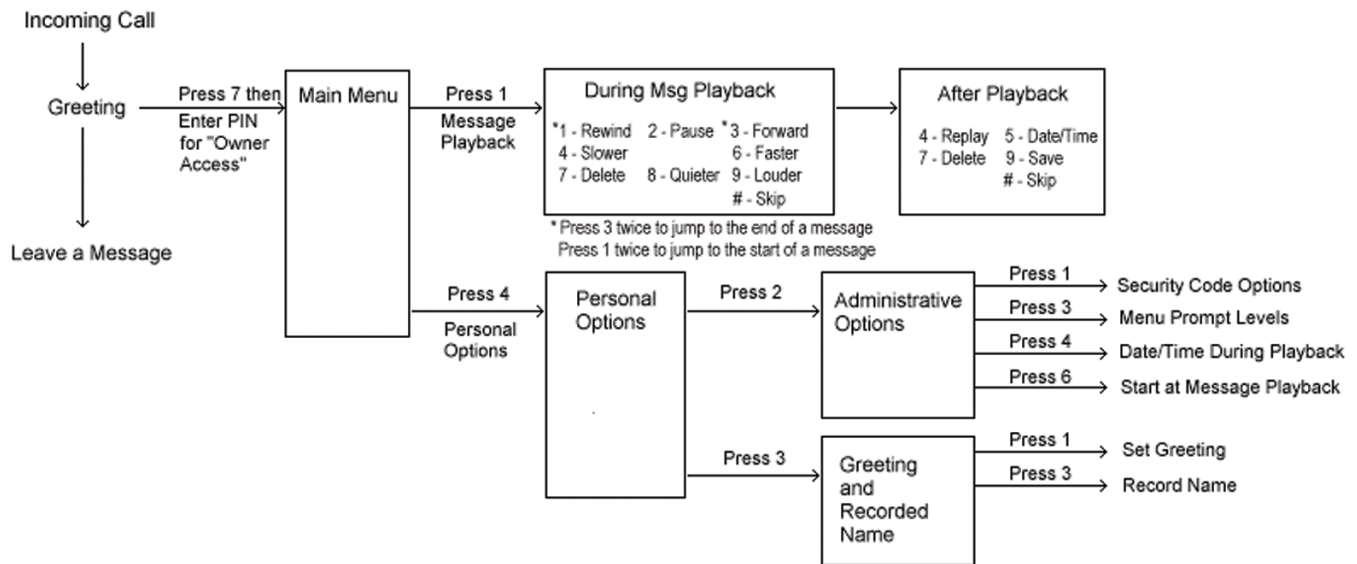 Incoming Call
Greeting
Leave a Message
Press 7 then
Enter PIN
for "Owner
Access"
Main Menu
Press 1
Message
Playback
During Msg Playback
*1 - Rewind 2 - Pause *3 - Forward
4 - Slower 6 - Faster
7 - Delete 8 - Quieter 9 - Louder
# - Skip
* Press 3 twice to jump to the end of a message
Press 1 twice to jump to the start of a message
After Playback
4 - Replay 5 - Date/Time
7 - Delete 9 - Save
# - Skip
Press 4
Personal
Options
Personal
Options
Press 2
Administrative
Options
Press 1
Security Code Options
Press 3
Menu Prompt Levels
Press 4
Date/Time During Playback
Press 6
Start at Message Playback
Press 3
Greeting
and
Recorded
Name
Press 1
Set Greeting
Press 3
Record Name